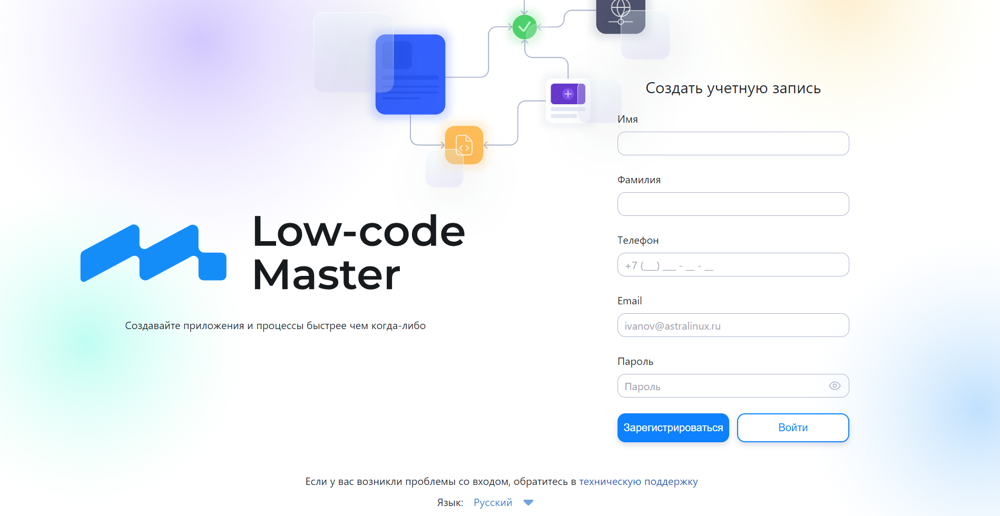 Low-code
Master
Создавайте приложения и процессы быстрее чем когда-либо
Создать учетную запись
Имя
Фамилия
Телефон
+7 (___) ___ - __ - __
Email
ivanov@astralinux.ru
Пароль
Пароль
Зарегистрироваться
Войти
Если у вас возникли проблемы со входом, обратитесь в техническую поддержку
Язык: Русский